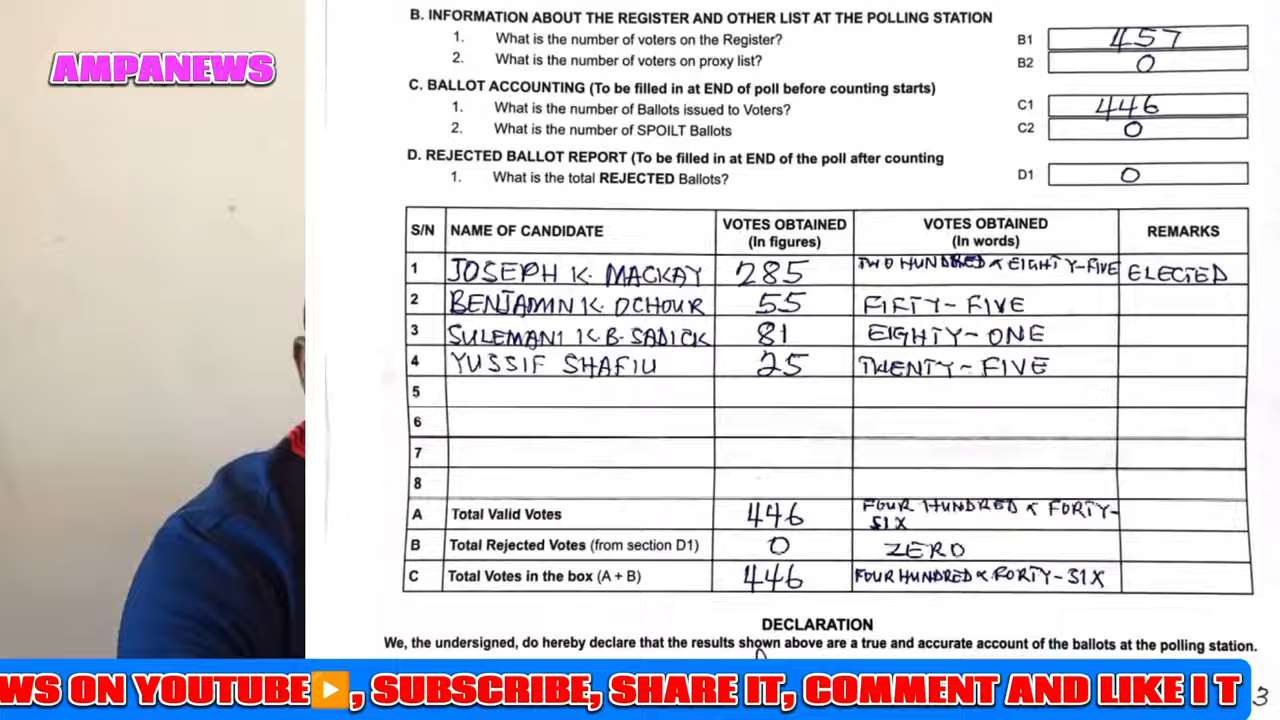 AMPANEWS
B. INFORMATION ABOUT THE REGISTER AND OTHER LIST AT THE POLLING STATION
1. What is the number of voters on the Register? B1 457
2. What is the number of voters on proxy list? B2 0
C. BALLOT ACCOUNTING (To be filled in at END of poll before counting starts)
1. What is the number of Ballots issued to Voters? C1 446
2. What is the number of SPOILT Ballots C2 0
D. REJECTED BALLOT REPORT (To be filled in at END of the poll after counting
1. What is the total REJECTED Ballots? D1 0
S/N NAME OF CANDIDATE VOTES OBTAINED (In figures) VOTES OBTAINED (In words) REMARKS
1 JOSEPH K. MACKAY 285 TWO HUNDRED & EIGHTY-FIVE ELECTED
2 BENJAMIN K. OCHOUR 55 FIFTY-FIVE
3 SULEMANI K.B. SADICK 81 EIGHTY-ONE
4 YUSSIF SHAFIU 25 TWENTY-FIVE
5
6
7
8
A Total Valid Votes 446 FOUR HUNDRED & FORTY-SIX
B Total Rejected Votes (from section D1) 0 ZERO
C Total Votes in the box (A + B) 446 FOUR HUNDRED & FORTY-SIX
DECLARATION
We, the undersigned, do hereby declare that the results shown above are a true and accurate account of the ballots at the polling station.
WS ON YOUTUBE▶️, SUBSCRIBE, SHARE IT, COMMENT AND LIKE I T
3